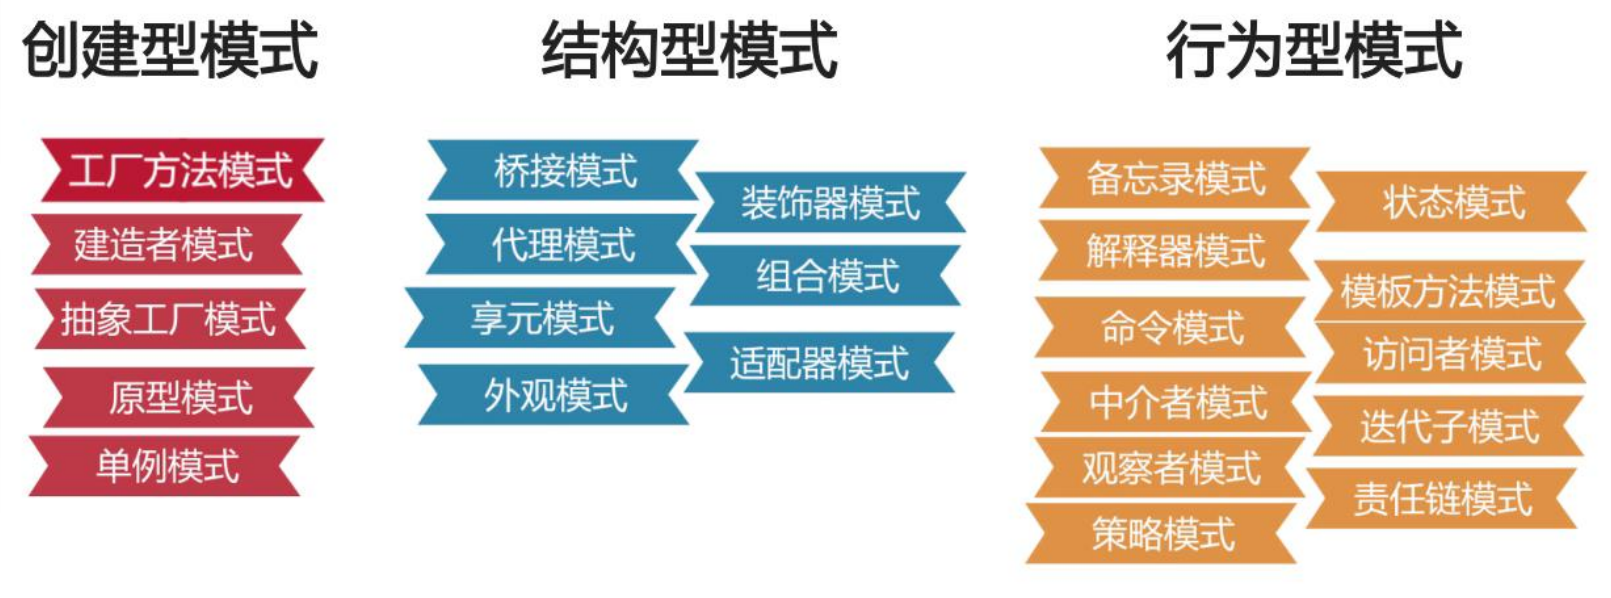 创建型模式
工厂方法模式
建造者模式
抽象工厂模式
原型模式
单例模式
结构型模式
桥接模式
代理模式
享元模式
外观模式
装饰器模式
组合模式
适配器模式
行为型模式
备忘录模式
解释器模式
命令模式
中介者模式
观察者模式
策略模式
状态模式
模板方法模式
访问者模式
迭代子模式
责任链模式